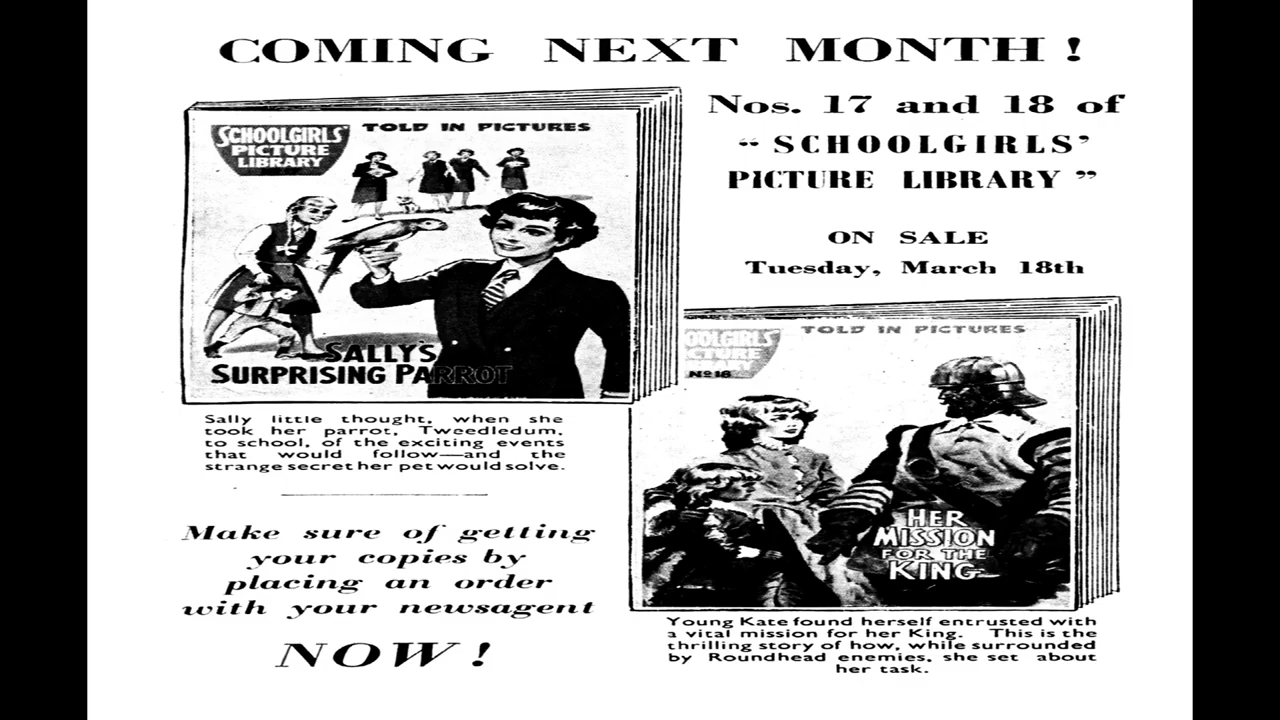 COMING NEXT MONTH!
Nos. 17 and 18 of
“SCHOOLGIRLS’
PICTURE LIBRARY”
ON SALE
Tuesday, March 18th
SCHOOLGIRLS'
PICTURE
LIBRARY
TOLD IN PICTURES
SALLY'S
SURPRISING PARROT
Sally little thought, when she
took her parrot, Tweedledum,
to school, of the exciting events
that would follow—and the
strange secret her pet would solve.
Make sure of getting
your copies by
placing an order
with your newsagent
NOW!
OOLGIRLS'
CTURE
TOLD IN PICTURES
No 18
HER
MISSION
FOR THE
KING
Young Kate found herself entrusted with
a vital mission for her King. This is the
thrilling story of how, while surrounded
by Roundhead enemies, she set about
her task.